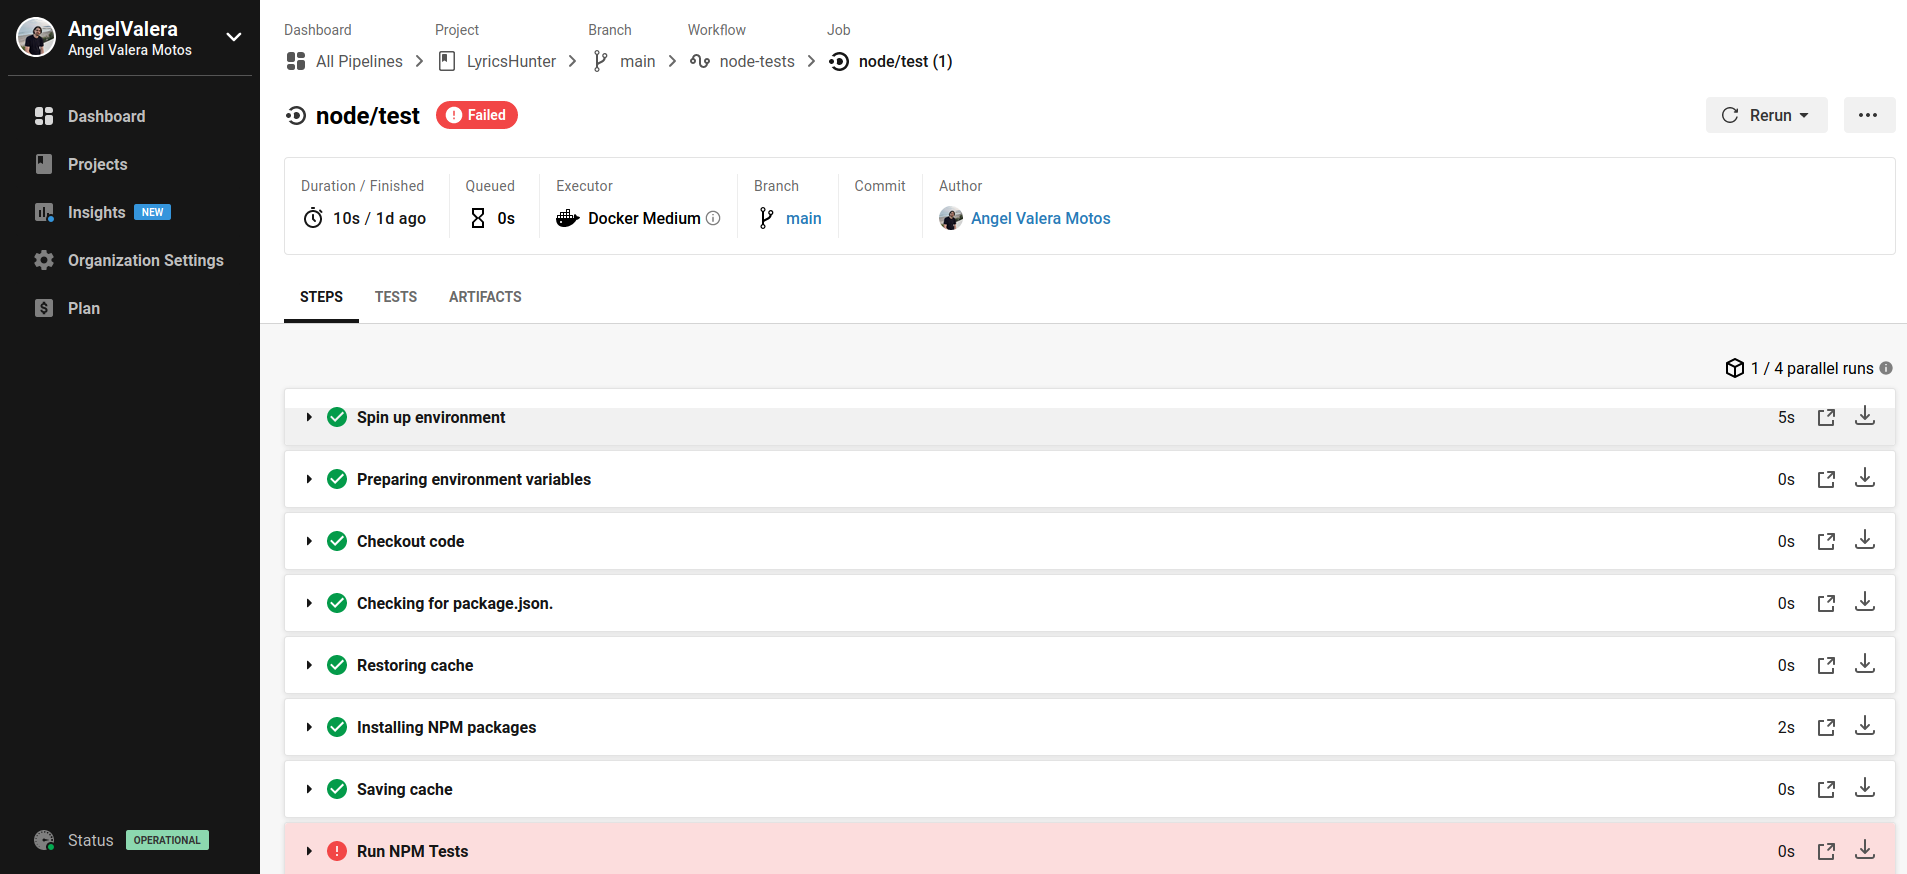 AngelValera
Angel Valera Motos
Dashboard
Projects
Insights NEW
Organization Settings
Plan
Status OPERATIONAL
Dashboard Project Branch Workflow Job
All Pipelines LyricsHunter main node-tests node/test (1)
node/test Failed
Rerun
Duration / Finished Queued Executor Branch Commit Author
10s / 1d ago 0s Docker Medium main Angel Valera Motos
STEPS TESTS ARTIFACTS
1 / 4 parallel runs
Spin up environment 5s
Preparing environment variables 0s
Checkout code 0s
Checking for package.json. 0s
Restoring cache 0s
Installing NPM packages 2s
Saving cache 0s
Run NPM Tests 0s